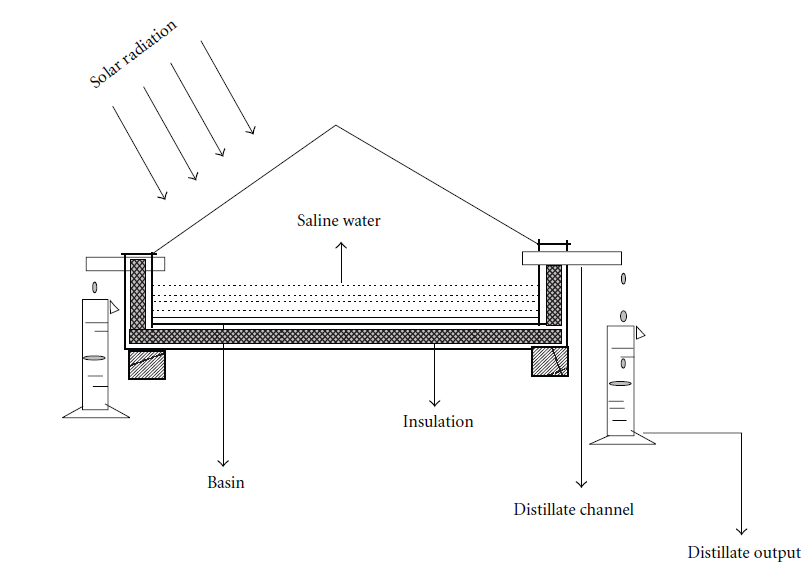 Solar radiation
Saline water
Insulation
Basin
Distillate channel
Distillate output